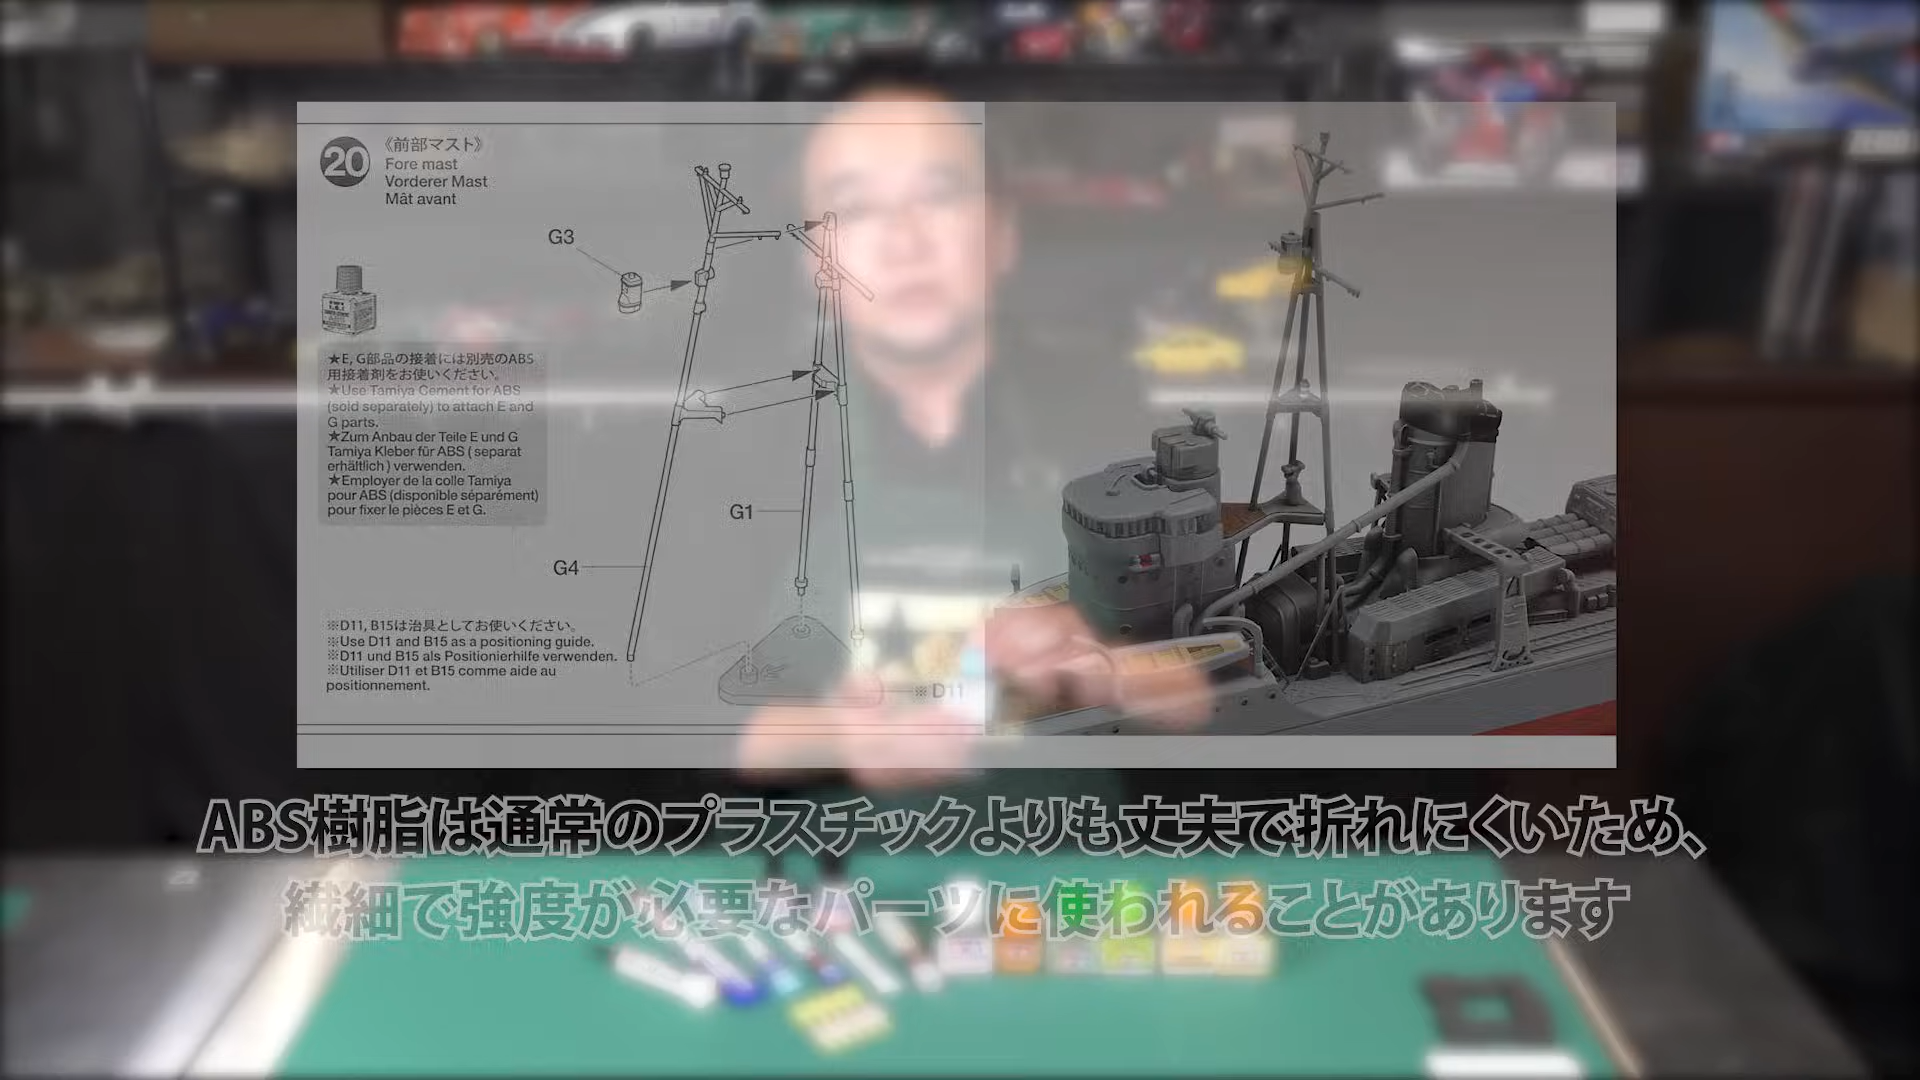 20
《前部マスト》
Fore mast
Vorderer Mast
Mât avant
G3
★E, G部品の接着には別売のABS
用接着剤をお使いください。
★Use Tamiya Cement for ABS
(sold separately) to attach E and
G parts.
★Zum Anbau der Teile E und G
Tamiya Kleber für ABS ( separat
erhältlich ) verwenden.
★Employer de la colle Tamiya
pour ABS (disponible séparément)
pour fixer le pièces E et G.
G1
G4
※D11, B15は治具としてお使いください。
※Use D11 and B15 as a positioning guide.
※D11 und B15 als Positionierhilfe verwenden.
※Utiliser D11 et B15 comme aide au
positionnement.
※D11
ABS樹脂は通常のプラスチックよりも丈夫で折れにくいため、
繊細で強度が必要なパーツに使われることがあります